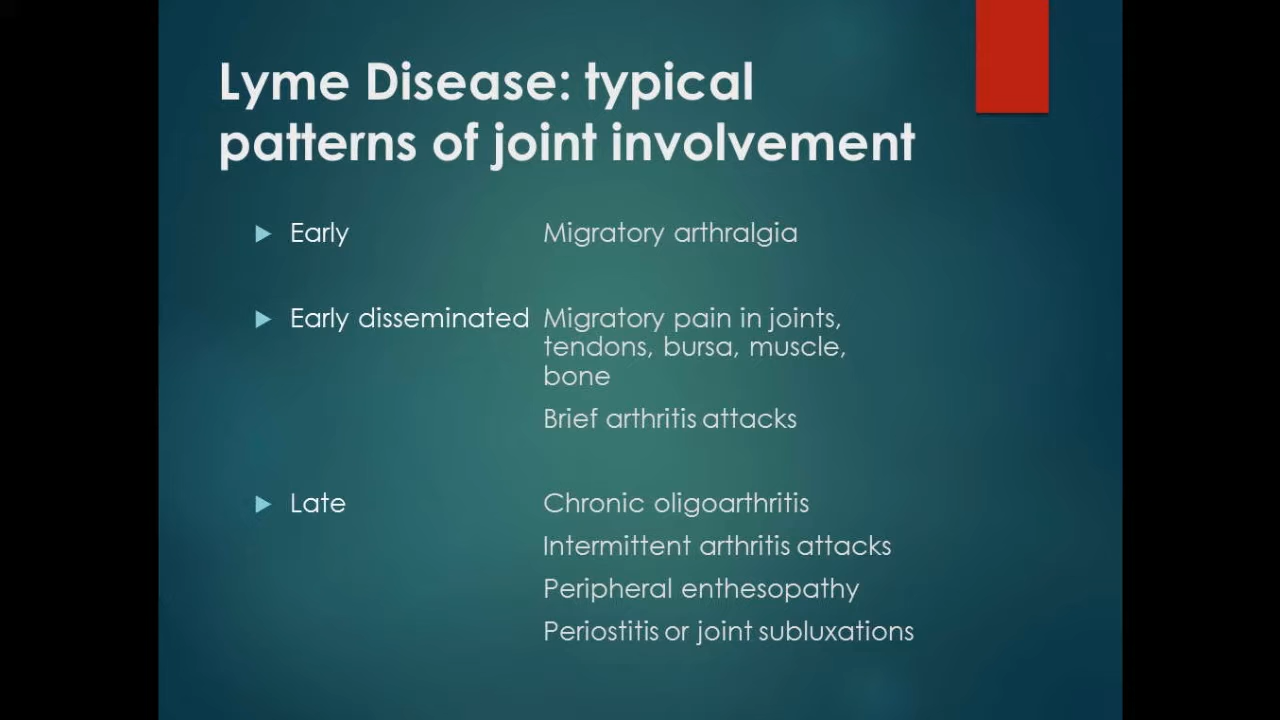 Lyme Disease: typical
patterns of joint involvement
Early Migratory arthralgia
Early disseminated Migratory pain in joints,
tendons, bursa, muscle,
bone
Brief arthritis attacks
Late Chronic oligoarthritis
Intermittent arthritis attacks
Peripheral enthesopathy
Periostitis or joint subluxations